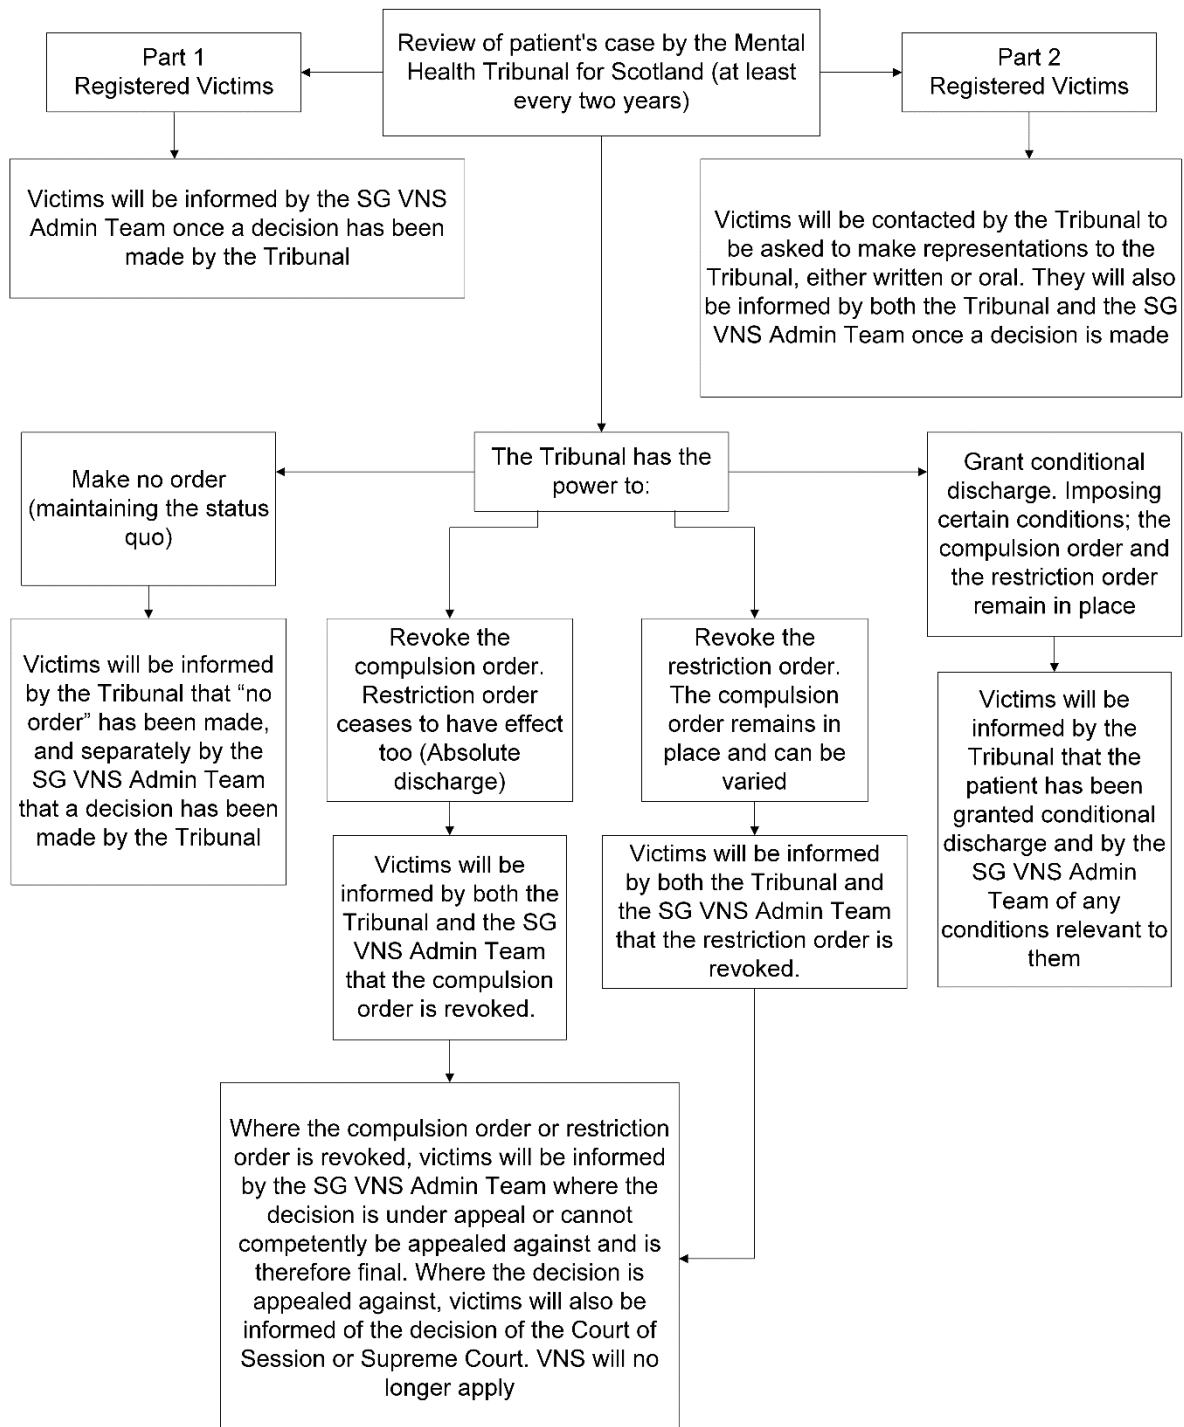 Part 1
Registered Victims
Review of patient's case by the Mental
Health Tribunal for Scotland (at least
every two years)
Part 2
Registered Victims
Victims will be informed by the SG VNS
Admin Team once a decision has been
made by the Tribunal
Victims will be contacted by the Tribunal to
be asked to make representations to the
Tribunal, either written or oral. They will also
be informed by both the Tribunal and the SG
VNS Admin Team once a decision is made
Make no order
(maintaining the status
quo)
The Tribunal has the
power to:
Grant conditional
discharge. Imposing
certain conditions; the
compulsion order and
the restriction order
remain in place
Victims will be informed
by the Tribunal that “no
order” has been made,
and separately by the
SG VNS Admin Team
that a decision has been
made by the Tribunal
Revoke the
compulsion order.
Restriction order
ceases to have effect
too (Absolute
discharge)
Revoke the
restriction order.
The compulsion
order remains in
place and can be
varied
Victims will be
informed by the
Tribunal that the
patient has been
granted conditional
discharge and by the
SG VNS Admin
Team of any
conditions relevant to
them
Victims will be
informed by both the
Tribunal and the SG
VNS Admin Team
that the compulsion
order is revoked.
Victims will be informed
by both the Tribunal and
the SG VNS Admin Team
that the restriction order is
revoked.
Where the compulsion order or restriction
order is revoked, victims will be informed
by the SG VNS Admin Team where the
decision is under appeal or cannot
competently be appealed against and is
therefore final. Where the decision is
appealed against, victims will also be
informed of the decision of the Court of
Session or Supreme Court. VNS will no
longer apply